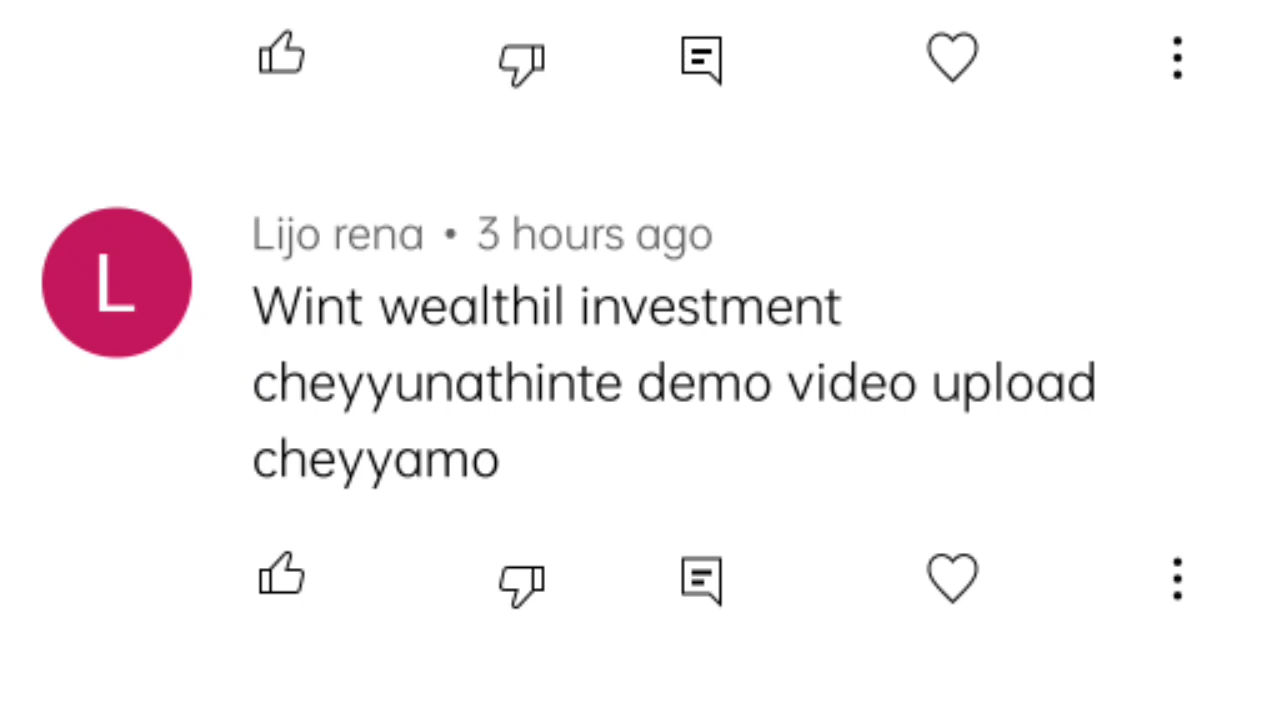 L
Lijo rena • 3 hours ago
Wint wealthil investment
cheyyunathinte demo video upload
cheyyamo